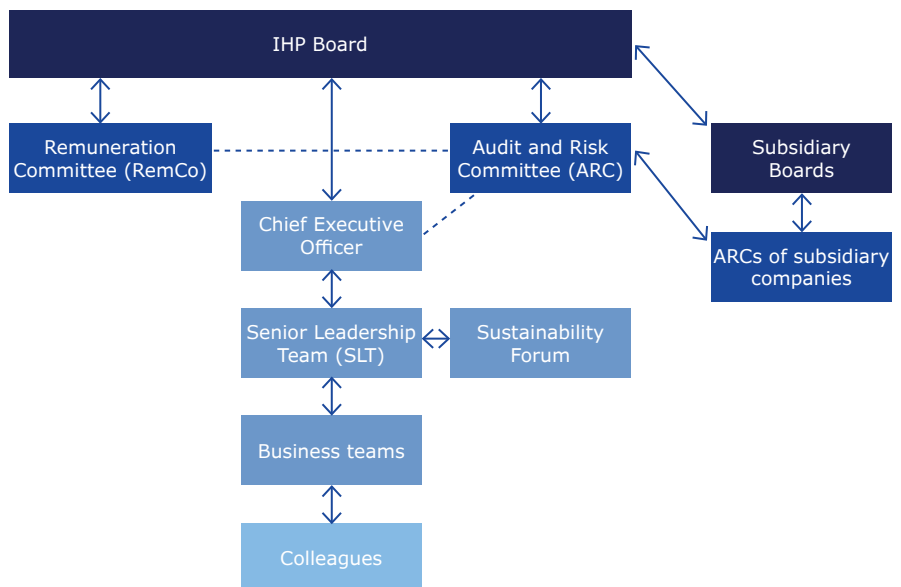 IHP Board
Remuneration
Committee (RemCo)
Audit and Risk
Committee (ARC)
Subsidiary
Boards
Chief Executive
Officer
ARCs of subsidiary
companies
Senior Leadership
Team (SLT)
Sustainability
Forum
Business teams
Colleagues